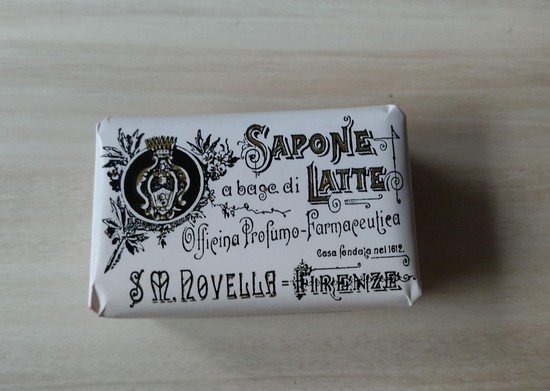 SAPONE
a base di LATTE
Officina Profumo-Farmaceutica
Casa fondata nel 1612.
S.M. NOVELLA = FIRENZE